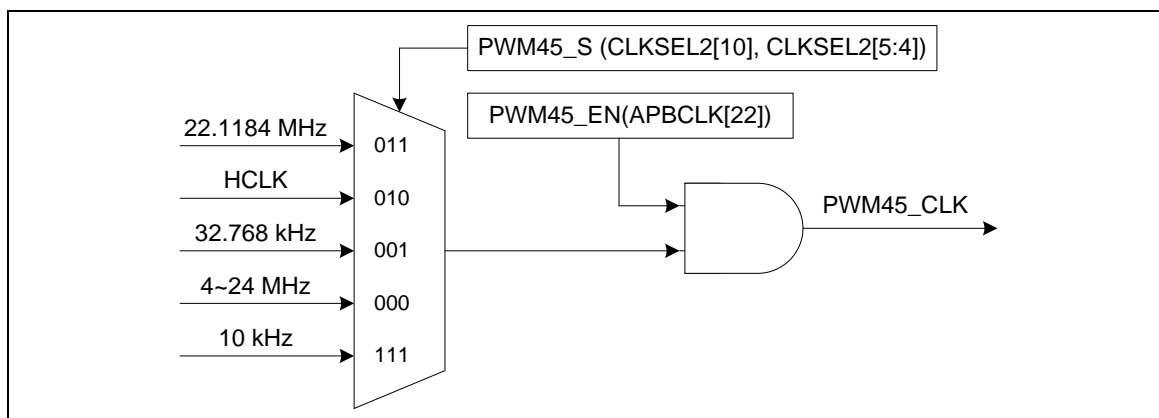 PWM45_S (CLKSEL2[10], CLKSEL2[5:4])
PWM45_EN(APBCLK[22])
22.1184 MHz
011
HCLK
010
32.768 kHz
001
4~24 MHz
000
10 kHz
111
PWM45_CLK